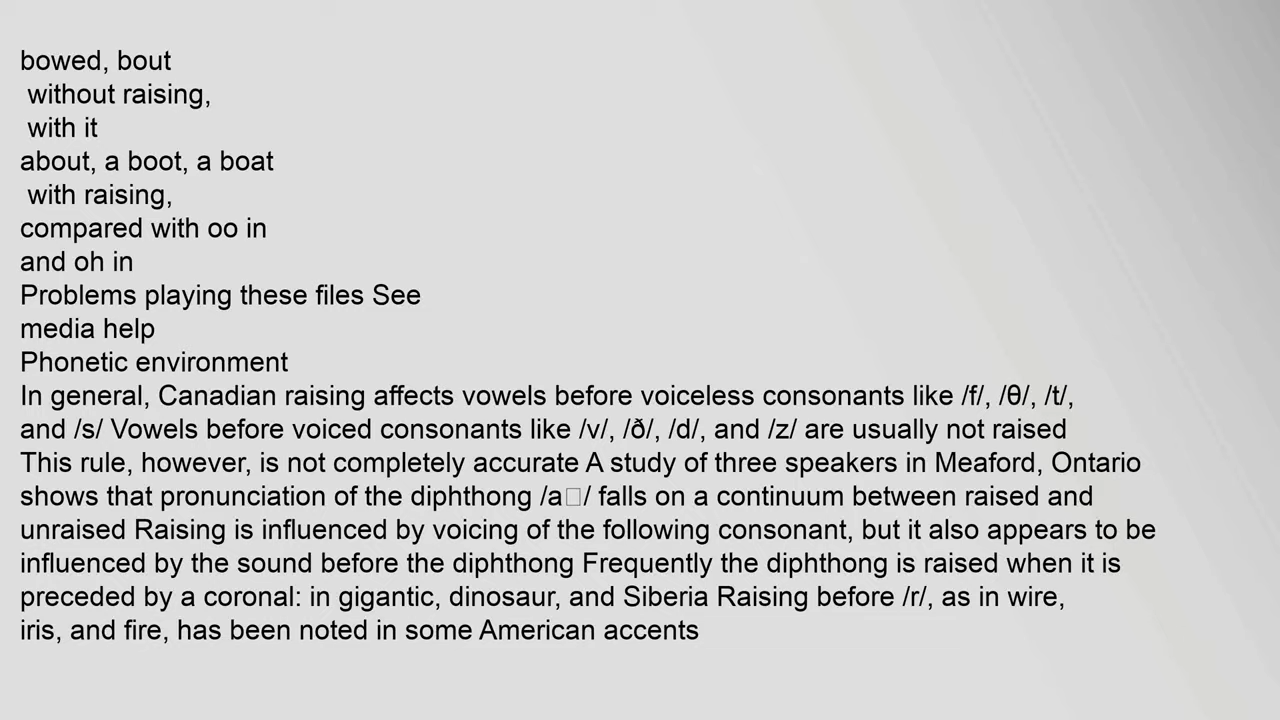 bowed, bout
without raising,
with it
about, a boot, a boat
with raising,
compared with oo in
and oh in
Problems playing these files See
media help
Phonetic environment
In general, Canadian raising affects vowels before voiceless consonants like /f/, /θ/, /t/,
and /s/ Vowels before voiced consonants like /v/, /ð/, /d/, and /z/ are usually not raised
This rule, however, is not completely accurate A study of three speakers in Meaford, Ontario
shows that pronunciation of the diphthong /a□/ falls on a continuum between raised and
unraised Raising is influenced by voicing of the following consonant, but it also appears to be
influenced by the sound before the diphthong Frequently the diphthong is raised when it is
preceded by a coronal: in gigantic, dinosaur, and Siberia Raising before /r/, as in wire,
iris, and fire, has been noted in some American accents